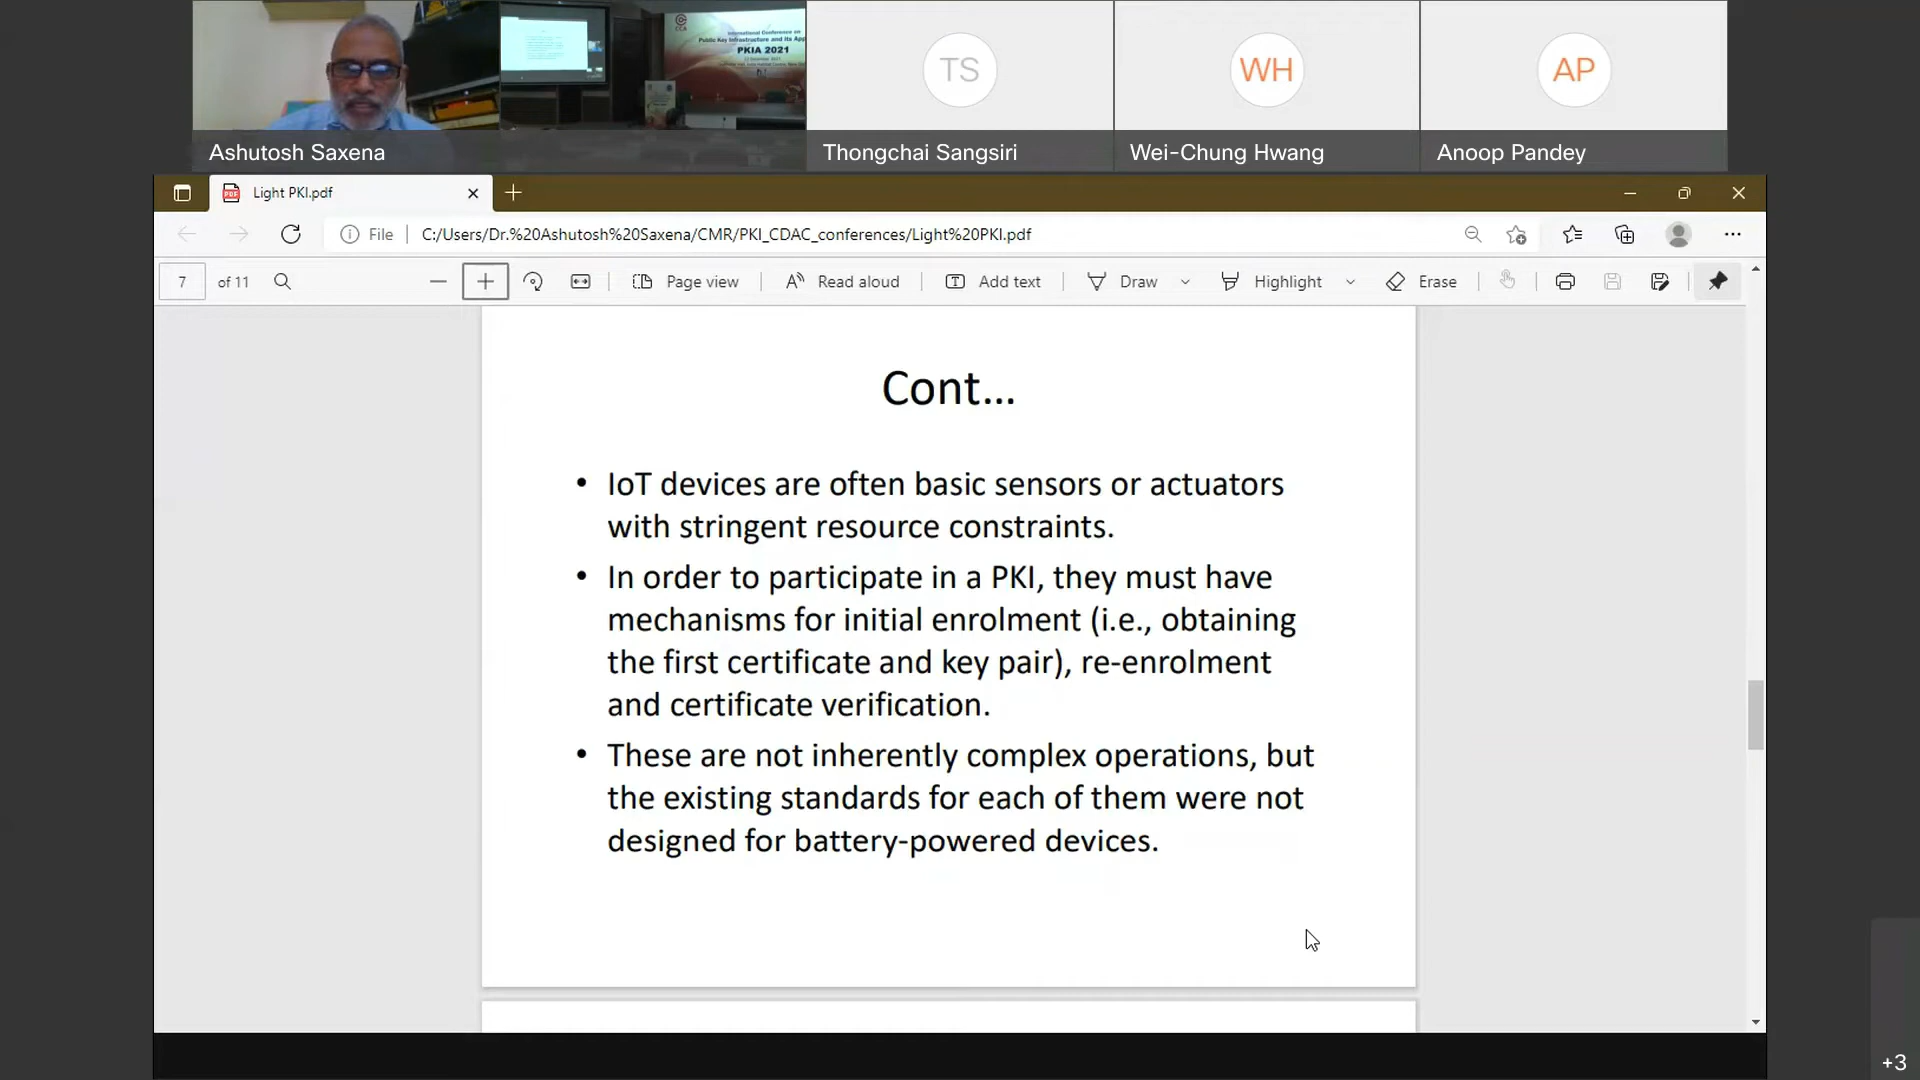 International Conference on
PKIA 2021
TS
WH
AP
Ashutosh Saxena
Thongchai Sangsiri
Wei-Chung Hwang
Anoop Pandey
Light PKI.pdf
File
C:/Users/Dr.%20Ashutosh%20Saxena/CMR/PKI_CDAC_conferences/Light%20PKI.pdf
7 of 11
Page view
Read aloud
Add text
Draw
Highlight
Erase
Cont...
• IoT devices are often basic sensors or actuators
with stringent resource constraints.
• In order to participate in a PKI, they must have
mechanisms for initial enrolment (i.e., obtaining
the first certificate and key pair), re-enrolment
and certificate verification.
• These are not inherently complex operations, but
the existing standards for each of them were not
designed for battery-powered devices.
+3